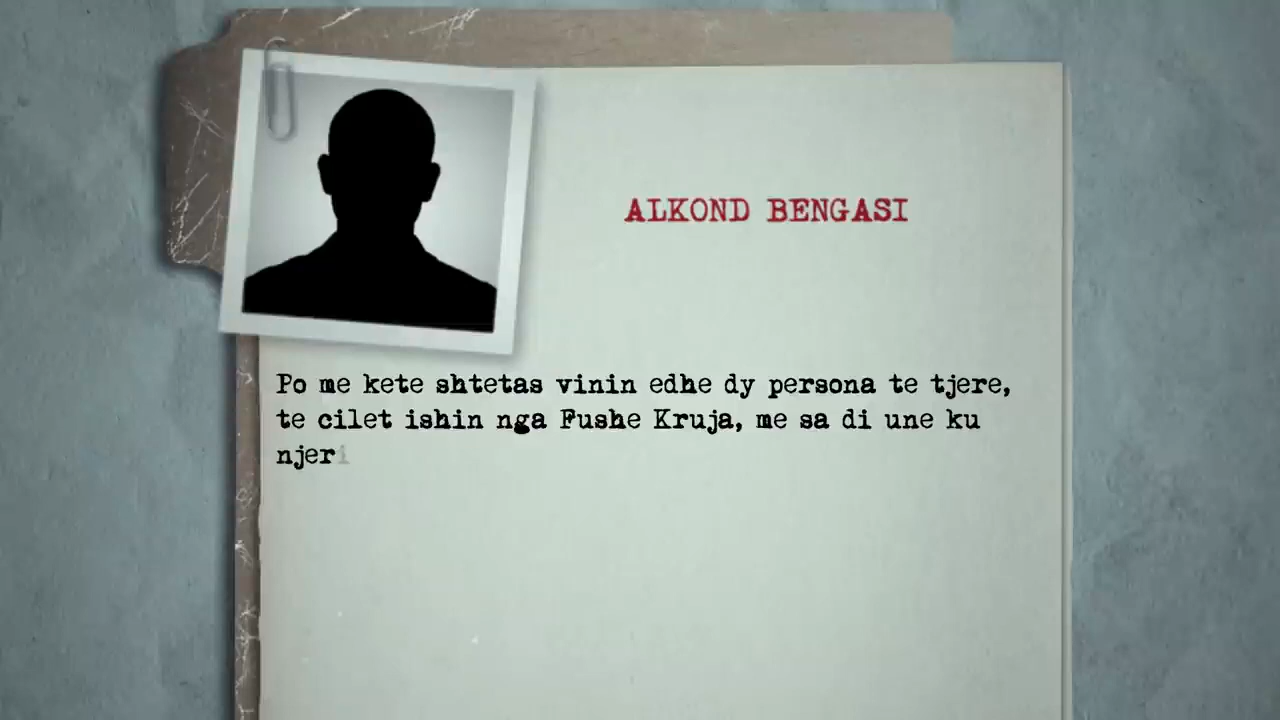 ALKOND BENGASI
Po me kete shtetas vinin edhe dy persona te tjere,
te cilet ishin nga Fushe Kruja, me sa di une ku
njeri